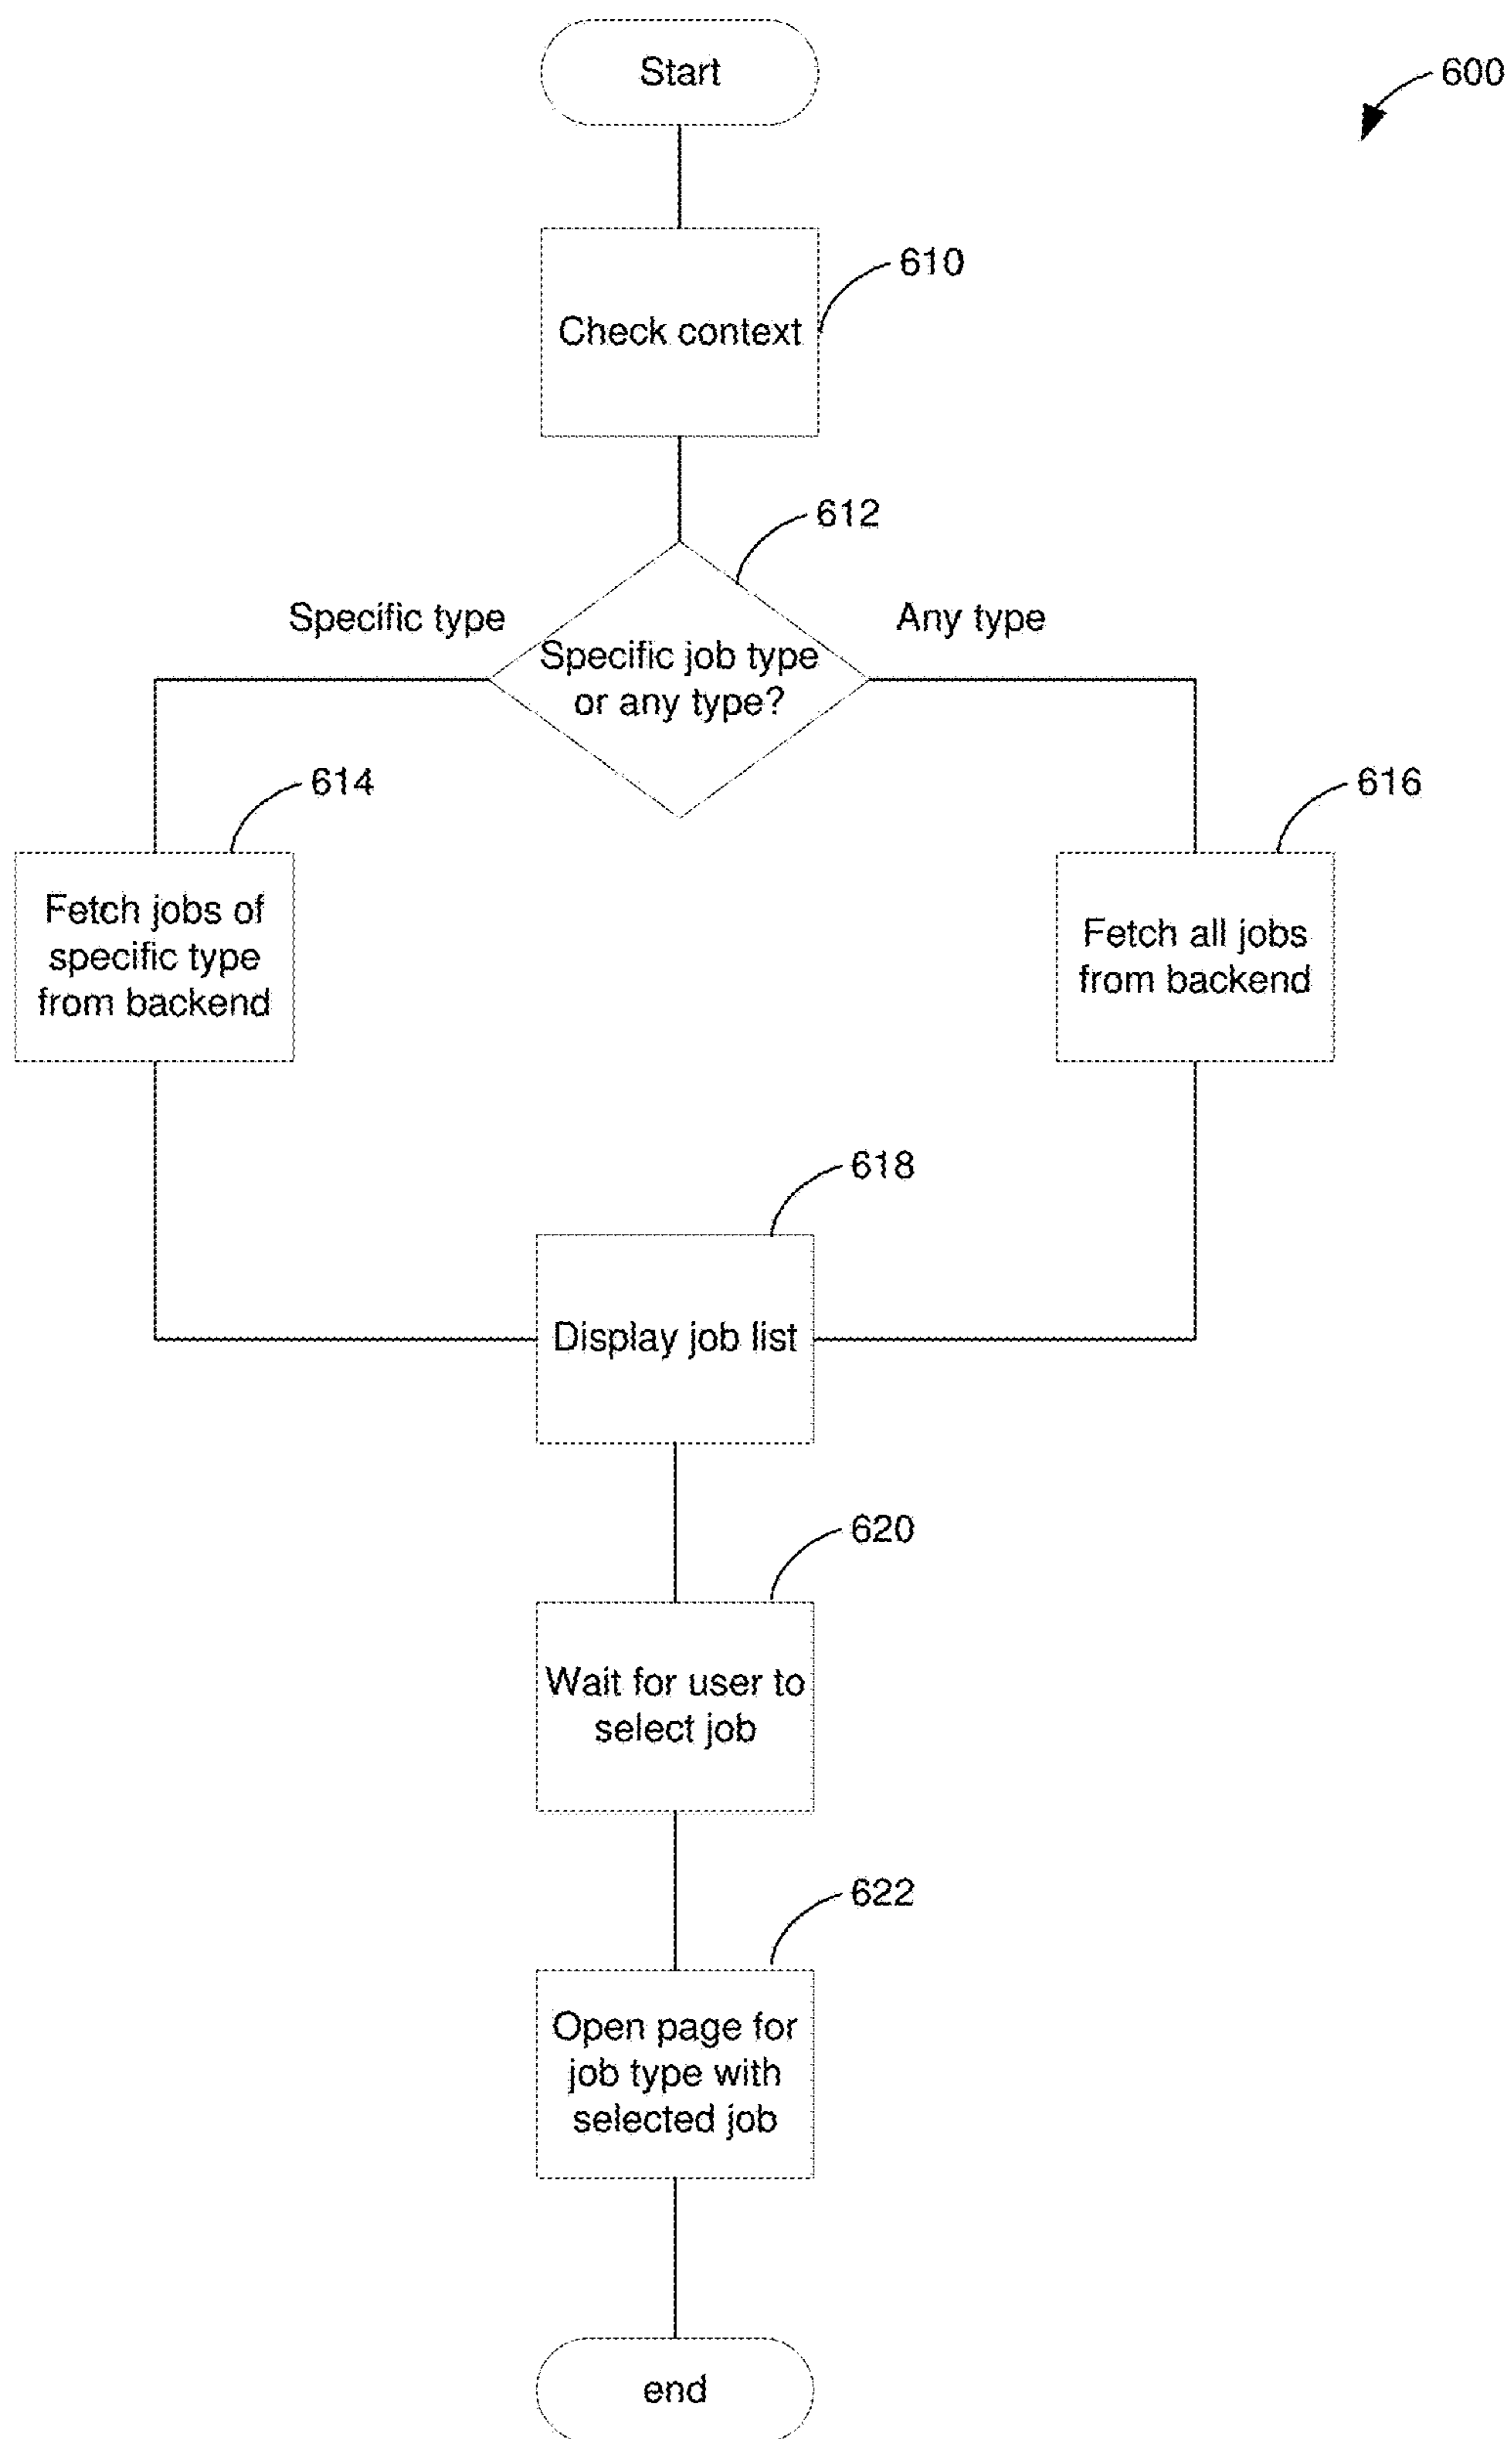 Start
600
610
Check context
612
Specific type
Any type
Specific job type
or any type?
614
616
Fetch jobs of
specific type
from backend
Fetch all jobs
from backend
618
Display job list
620
Wait for user to
select job
622
Open page for
job type with
selected job
end